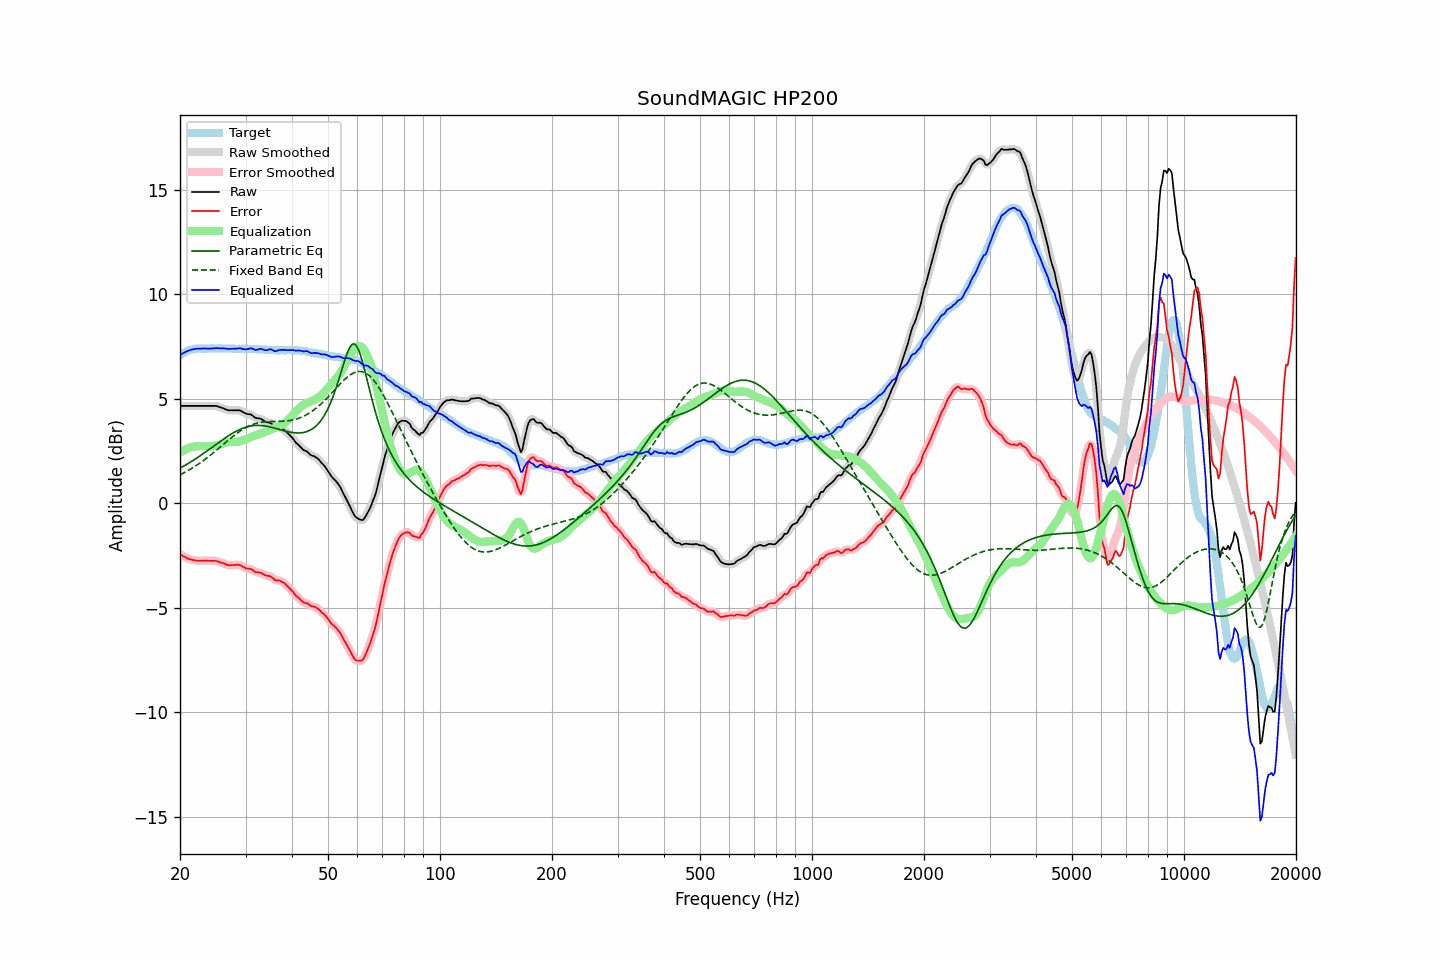 SoundMAGIC HP200
Target
Raw Smoothed
Error Smoothed
Raw
Error
Equalization
Parametric Eq
Fixed Band Eq
Equalized
Amplitude (dBr)
15
10
5
0
−5
−10
−15
20 50 100 200 500 1000 2000 5000 10000 20000
Frequency (Hz)